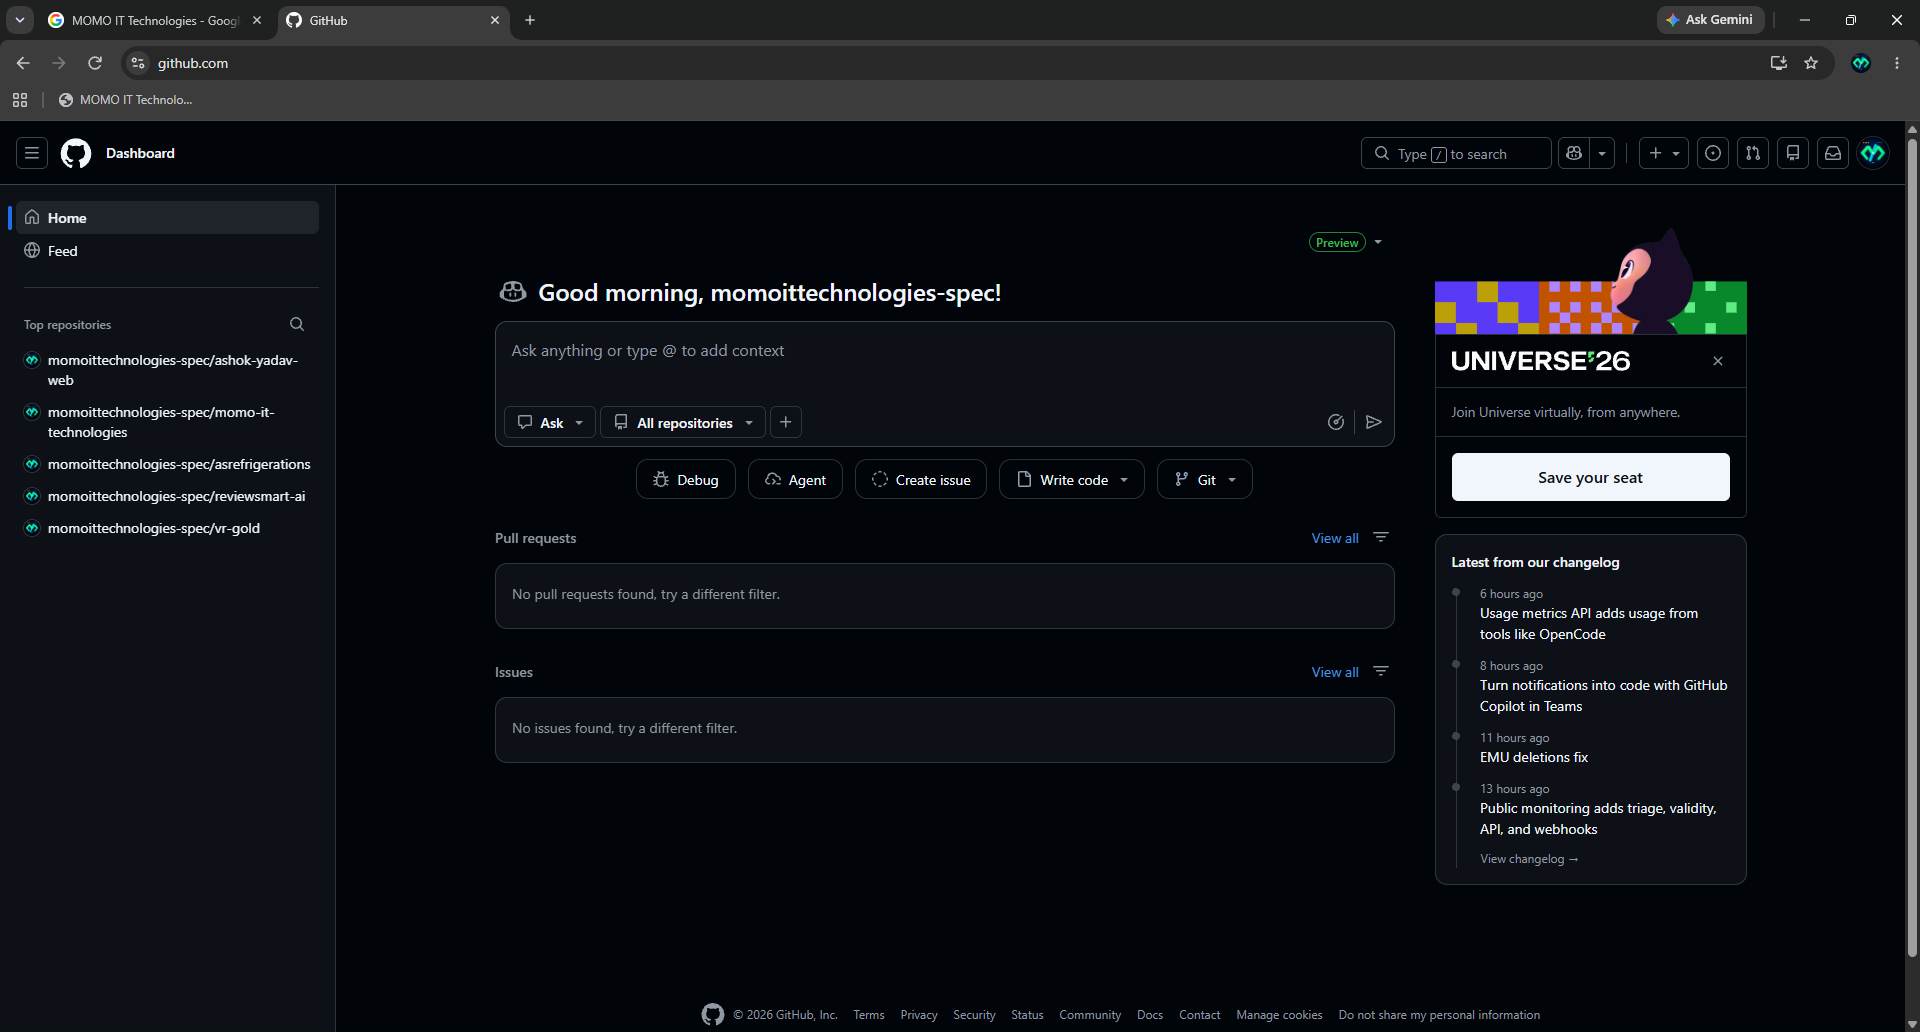 MOMO IT Technologies - Goog
GitHub
Ask Gemini
github.com
MOMO IT Technolo...
Dashboard
Type / to search
Home
Feed
Top repositories
momoittechnologies-spec/ashok-yadav-
web
momoittechnologies-spec/momo-it-
technologies
momoittechnologies-spec/asrefrigerations
momoittechnologies-spec/reviewsmart-ai
momoittechnologies-spec/vr-gold
Preview
Good morning, momoittechnologies-spec!
Ask anything or type @ to add context
Ask
All repositories
Debug
Agent
Create issue
Write code
Git
Pull requests
View all
No pull requests found, try a different filter.
Issues
View all
No issues found, try a different filter.
UNIVERSE'26
Join Universe virtually, from anywhere.
Save your seat
Latest from our changelog
6 hours ago
Usage metrics API adds usage from
tools like OpenCode
8 hours ago
Turn notifications into code with GitHub
Copilot in Teams
11 hours ago
EMU deletions fix
13 hours ago
Public monitoring adds triage, validity,
API, and webhooks
View changelog →
© 2026 GitHub, Inc.
Terms
Privacy
Security
Status
Community
Docs
Contact
Manage cookies
Do not share my personal information